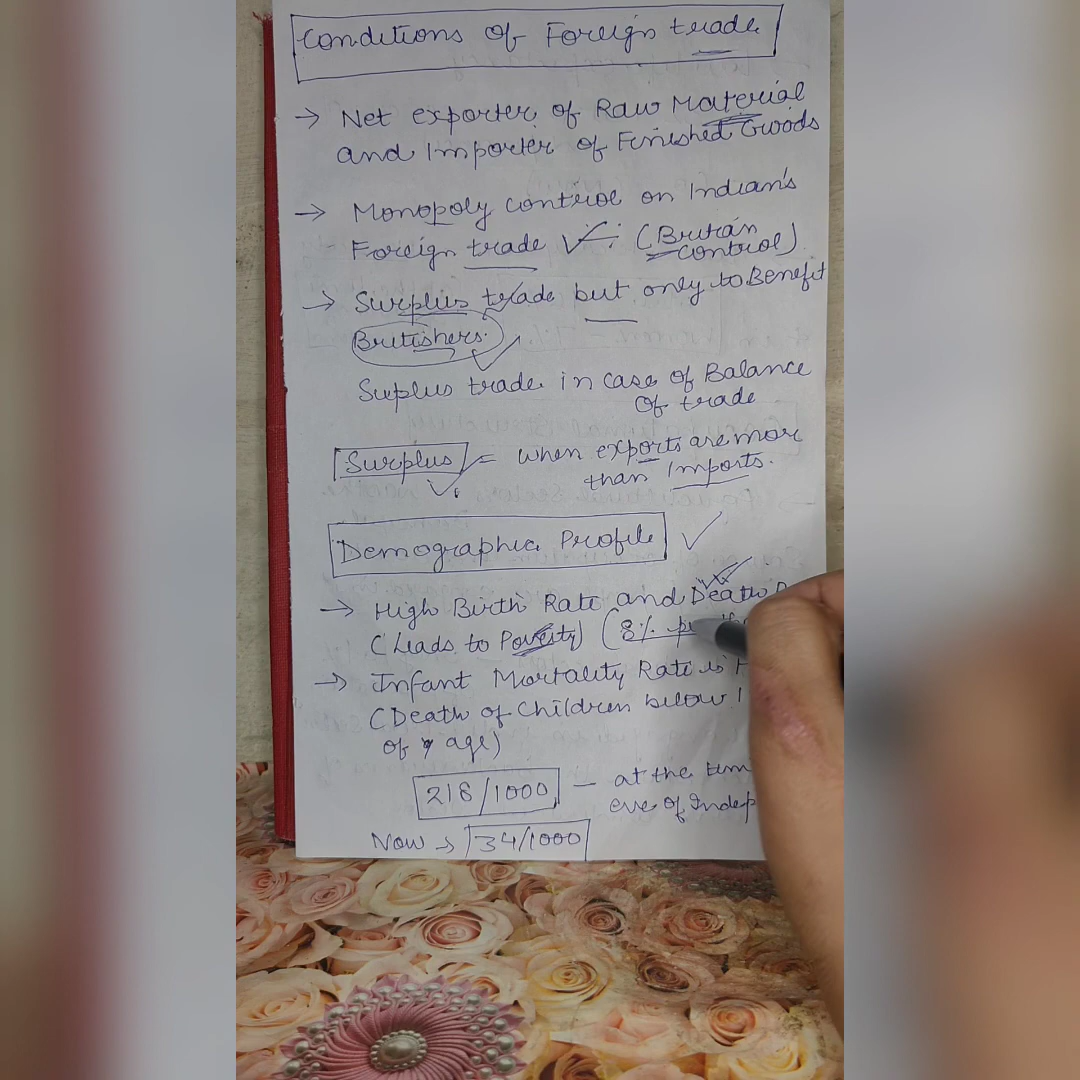 Conditions of Foreign trade
→ Net exporter of Raw Material
and Importer of Finished Goods
→ Monopoly control on Indian's
Foreign trade (Britain
control)
→ Surplus trade but only to Benefit
Britishers.
Suplus trade in case of Balance
of trade
Surplus = when exports are more
than Imports.
Demographic Profile
→ High Birth Rate and Death
(Leads to Poverty) (8%
→ Infant Mortality Rate is
(Death of Children below 1
of age)
218/1000 — at the
eve of
Now → 34/1000